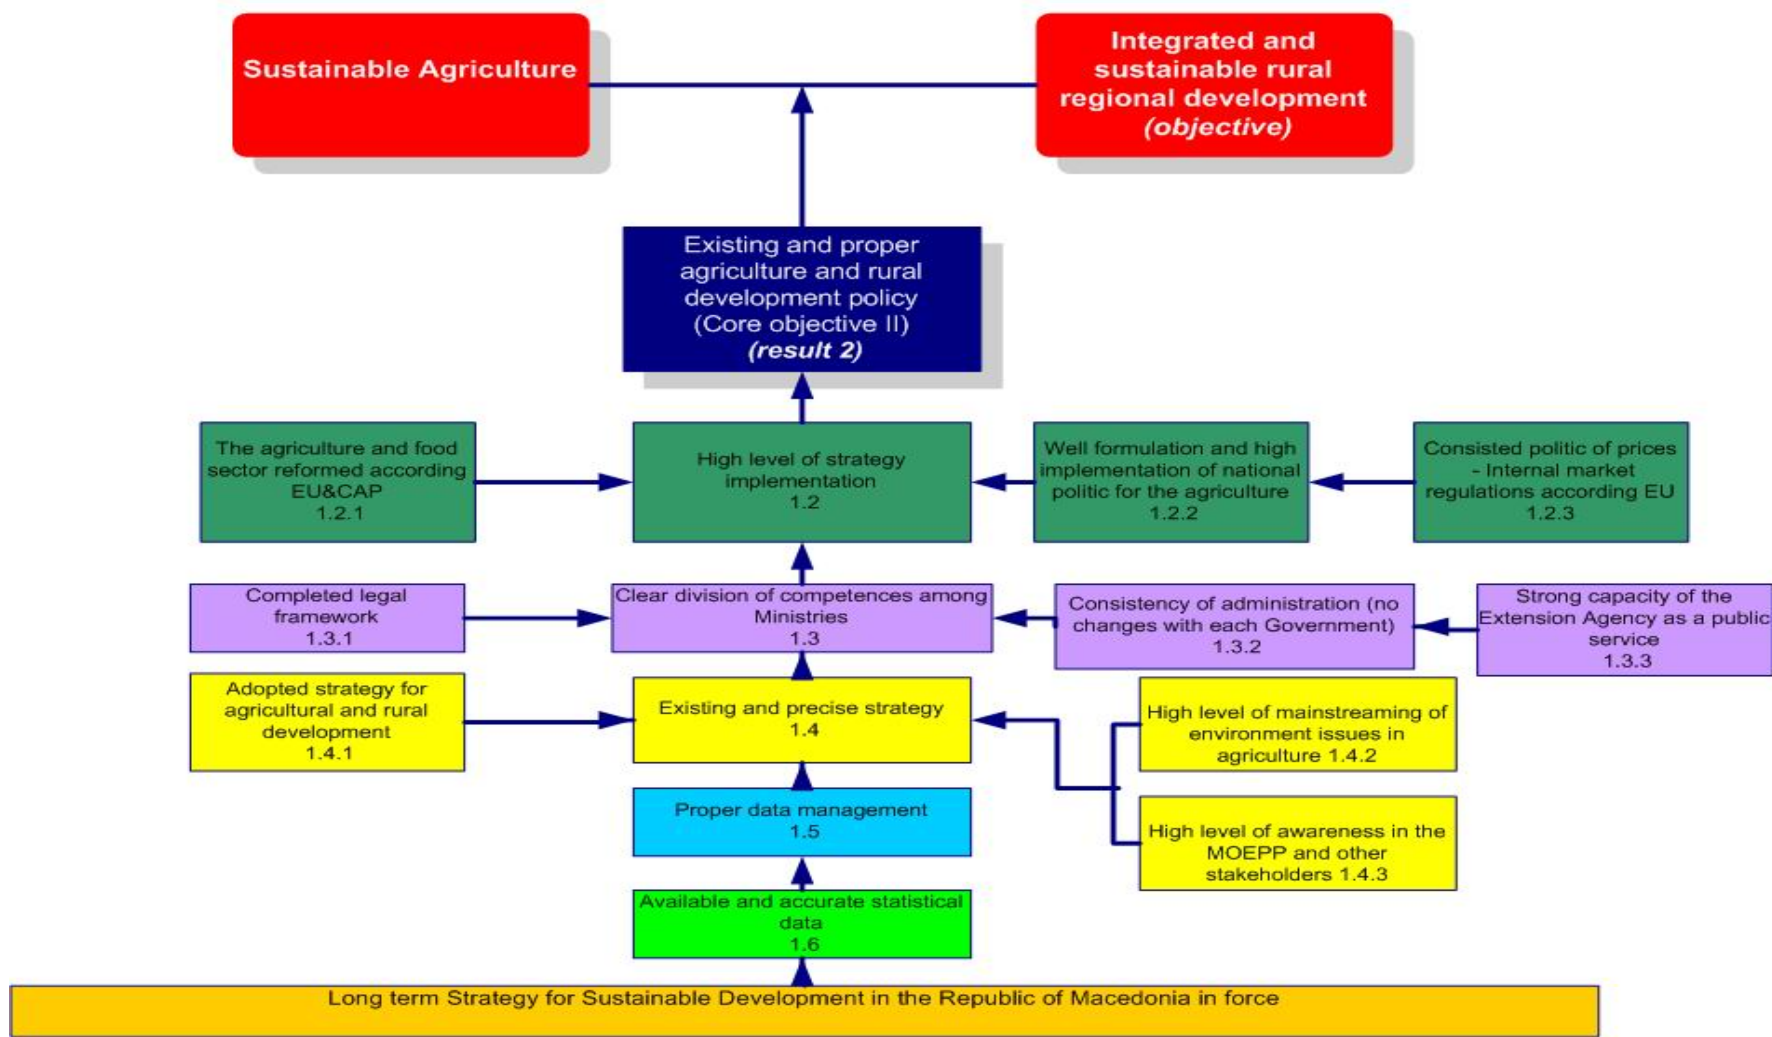 Sustainable Agriculture
Integrated and
sustainable rural
regional development
(objective)
Existing and proper
agriculture and rural
development policy
(Core objective II)
(result 2)
The agriculture and food
sector reformed according
EU&CAP
1.2.1
High level of strategy
implementation
1.2
Well formulation and high
implementation of national
politic for the agriculture
1.2.2
Consisted politic of prices
- Internal market
regulations according EU
1.2.3
Completed legal
framework
1.3.1
Clear division of competences among
Ministries
1.3
Consistency of administration (no
changes with each Government)
1.3.2
Strong capacity of the
Extension Agency as a public
service
1.3.3
Adopted strategy for
agricultural and rural
development
1.4.1
Existing and precise strategy
1.4
High level of mainstreaming of
environment issues in
agriculture 1.4.2
Proper data management
1.5
High level of awareness in the
MOEPP and other
stakeholders 1.4.3
Available and accurate statistical
data
1.6
Long term Strategy for Sustainable Development in the Republic of Macedonia in force